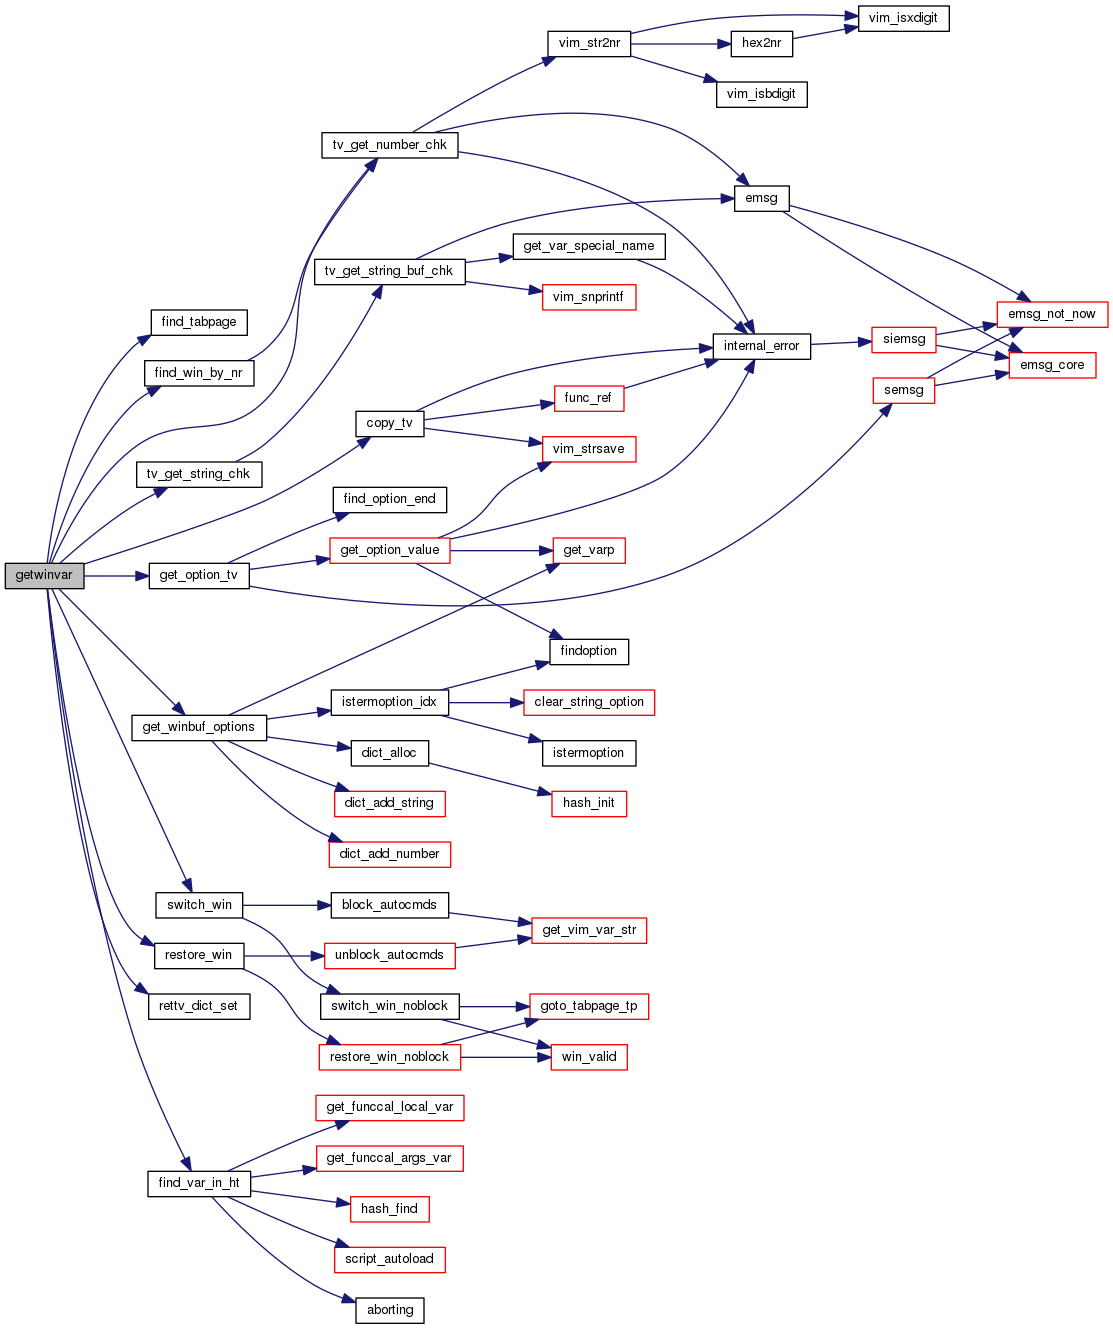 vim_isxdigit
vim_str2nr
hex2nr
vim_isbdigit
tv_get_number_chk
emsg
get_var_special_name
tv_get_string_buf_chk
vim_snprintf
emsg_not_now
find_tabpage
siemsg
internal_error
emsg_core
find_win_by_nr
semsg
func_ref
copy_tv
vim_strsave
tv_get_string_chk
find_option_end
get_option_value
get_varp
getwinvar
get_option_tv
findoption
istermoption_idx
clear_string_option
get_winbuf_options
dict_alloc
istermoption
dict_add_string
hash_init
dict_add_number
switch_win
block_autocmds
get_vim_var_str
restore_win
unblock_autocmds
rettv_dict_set
switch_win_noblock
goto_tabpage_tp
restore_win_noblock
win_valid
get_funccal_local_var
get_funccal_args_var
find_var_in_ht
hash_find
script_autoload
aborting